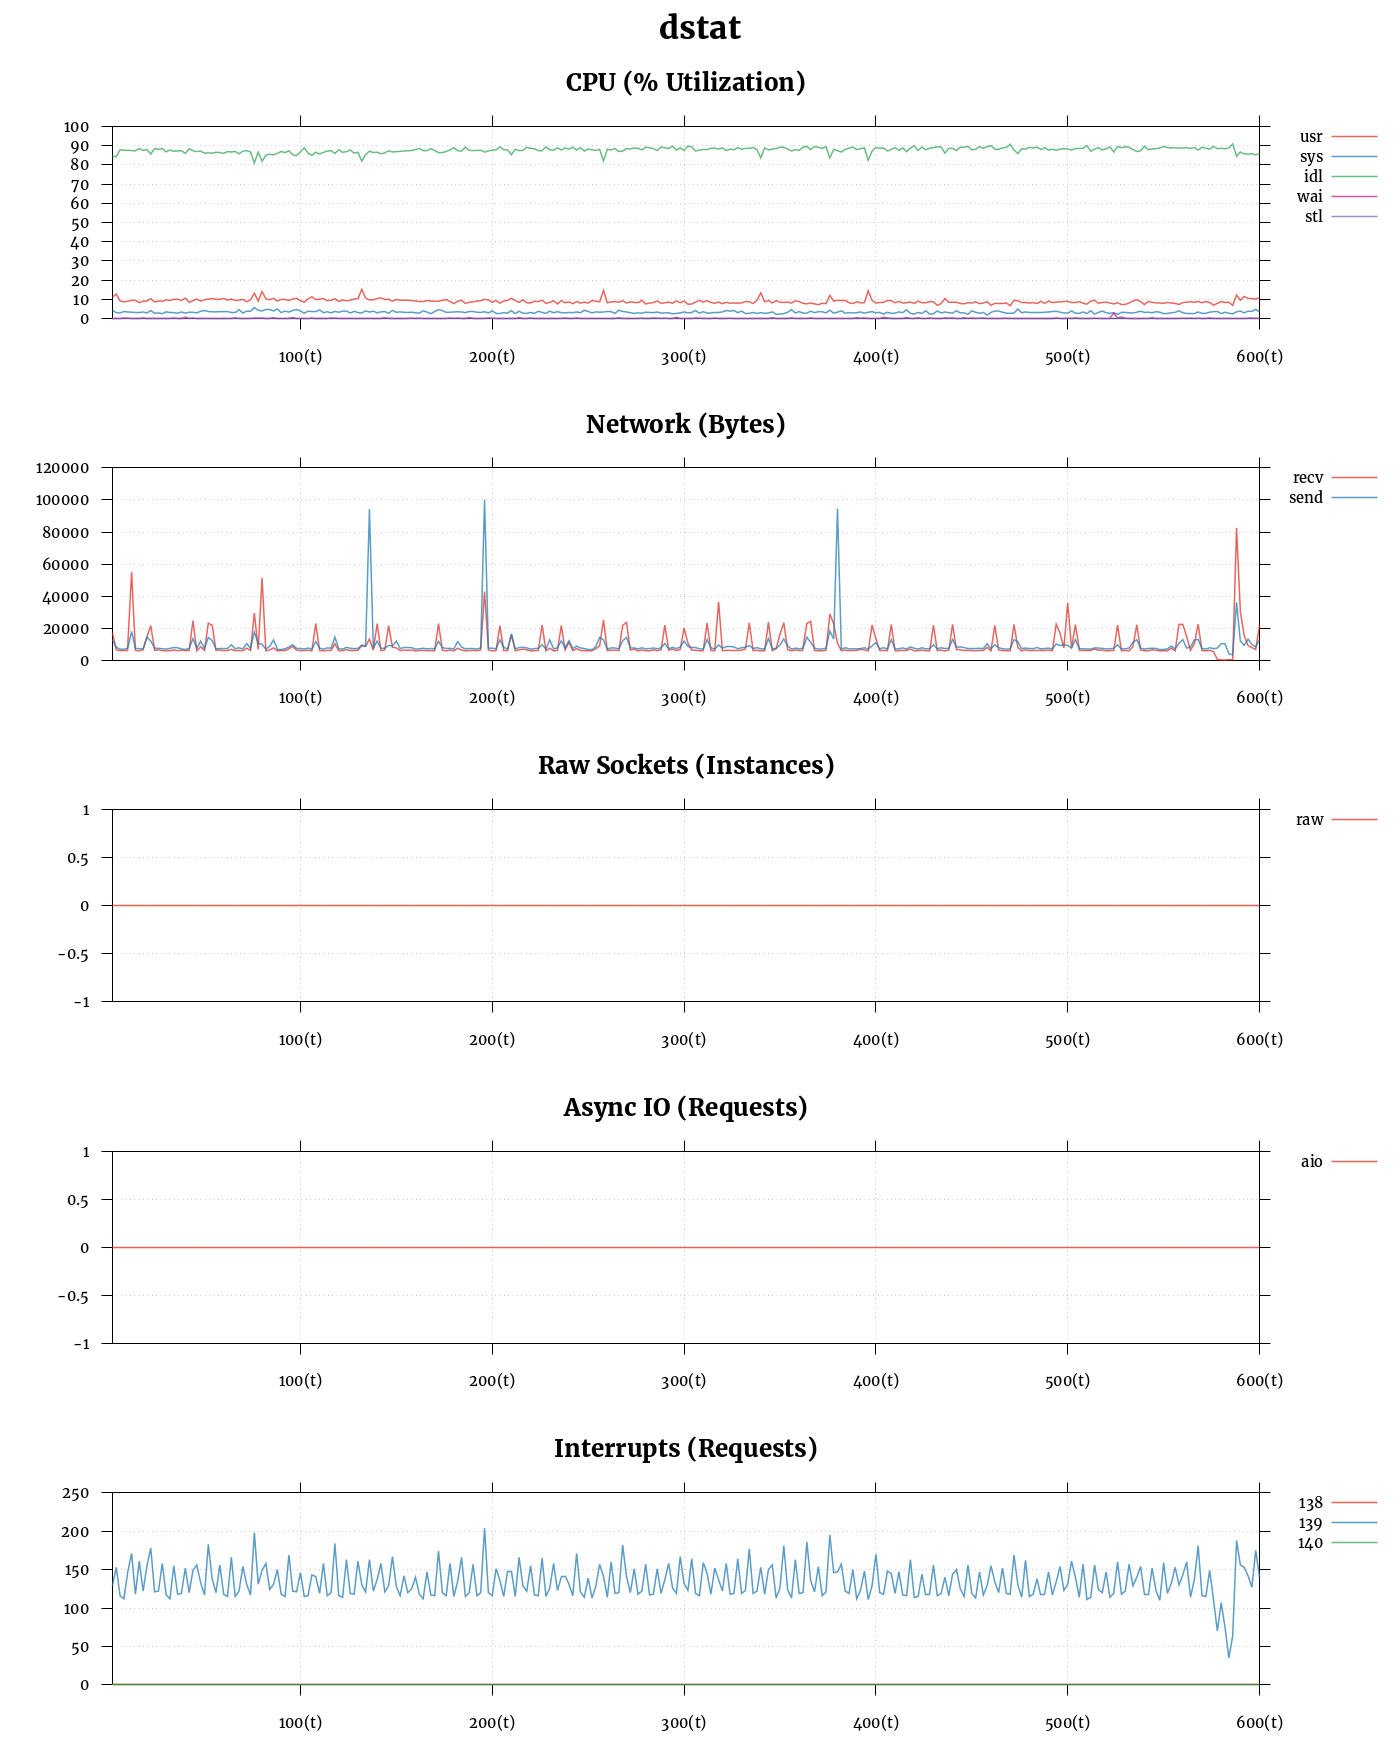 dstat
CPU (% Utilization)
100
90
80
70
60
50
40
30
20
10
0
100(t) 200(t) 300(t) 400(t) 500(t) 600(t)
usr
sys
idl
wai
stl
Network (Bytes)
120000
100000
80000
60000
40000
20000
0
100(t) 200(t) 300(t) 400(t) 500(t) 600(t)
recv
send
Raw Sockets (Instances)
1
0.5
0
-0.5
-1
100(t) 200(t) 300(t) 400(t) 500(t) 600(t)
raw
Async IO (Requests)
1
0.5
0
-0.5
-1
100(t) 200(t) 300(t) 400(t) 500(t) 600(t)
aio
Interrupts (Requests)
250
200
150
100
50
0
100(t) 200(t) 300(t) 400(t) 500(t) 600(t)
138
139
140